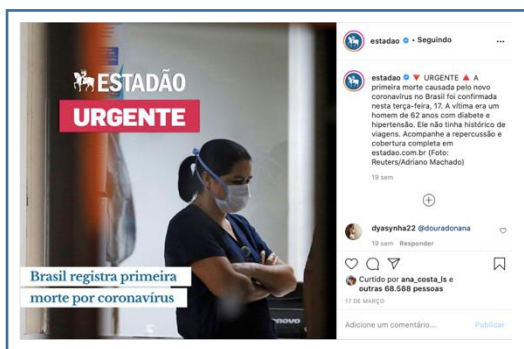 ESTADÃO
URGENTE
Brasil registra primeira
morte por coronavírus
estadao • Seguindo
estadao 🔻 URGENTE 🔺 A
primeira morte causada pelo novo
coronavírus no Brasil foi confirmada
nesta terça-feira, 17. A vítima era um
homem de 62 anos com diabete e
hipertensão. Ele não tinha histórico de
viagens. Acompanhe a repercussão e
cobertura completa em
estadao.com.br (Foto:
Reuters/Adriano Machado)
19 sem
dyasynha22 @douradonana
19 sem Responder
Curtido por ana_costa_ls e
outras 68.588 pessoas
17 DE MARÇO
Adicione um comentário... Publicar